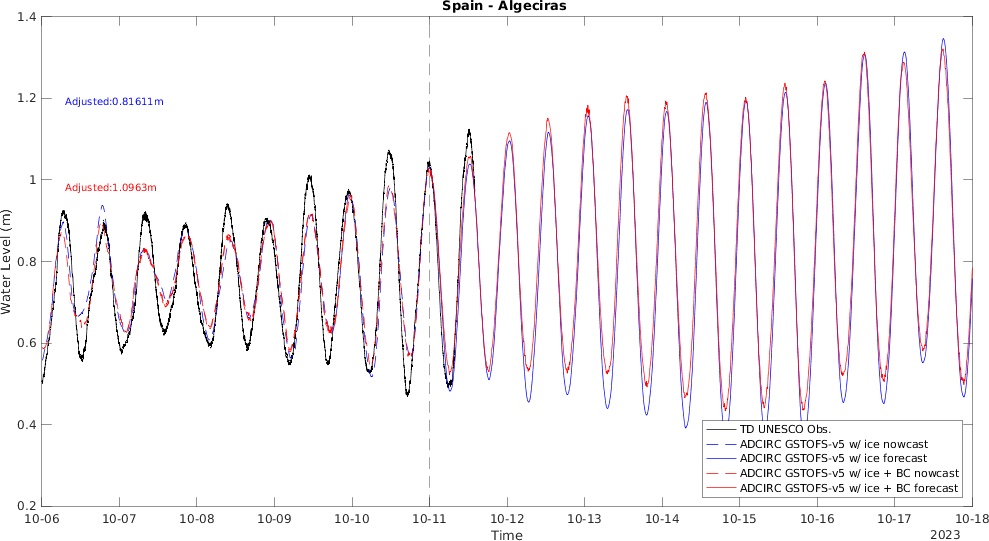 Spain - Algeciras
1.4
1.2
1
0.8
0.6
0.4
0.2
Water Level (m)
Adjusted:0.81611m
Adjusted:1.0963m
TD UNESCO Obs.
ADCIRC GSTOFS-v5 w/ ice nowcast
ADCIRC GSTOFS-v5 w/ ice forecast
ADCIRC GSTOFS-v5 w/ ice + BC nowcast
ADCIRC GSTOFS-v5 w/ ice + BC forecast
10-06 10-07 10-08 10-09 10-10 10-11 10-12 10-13 10-14 10-15 10-16 10-17 10-18
Time
2023